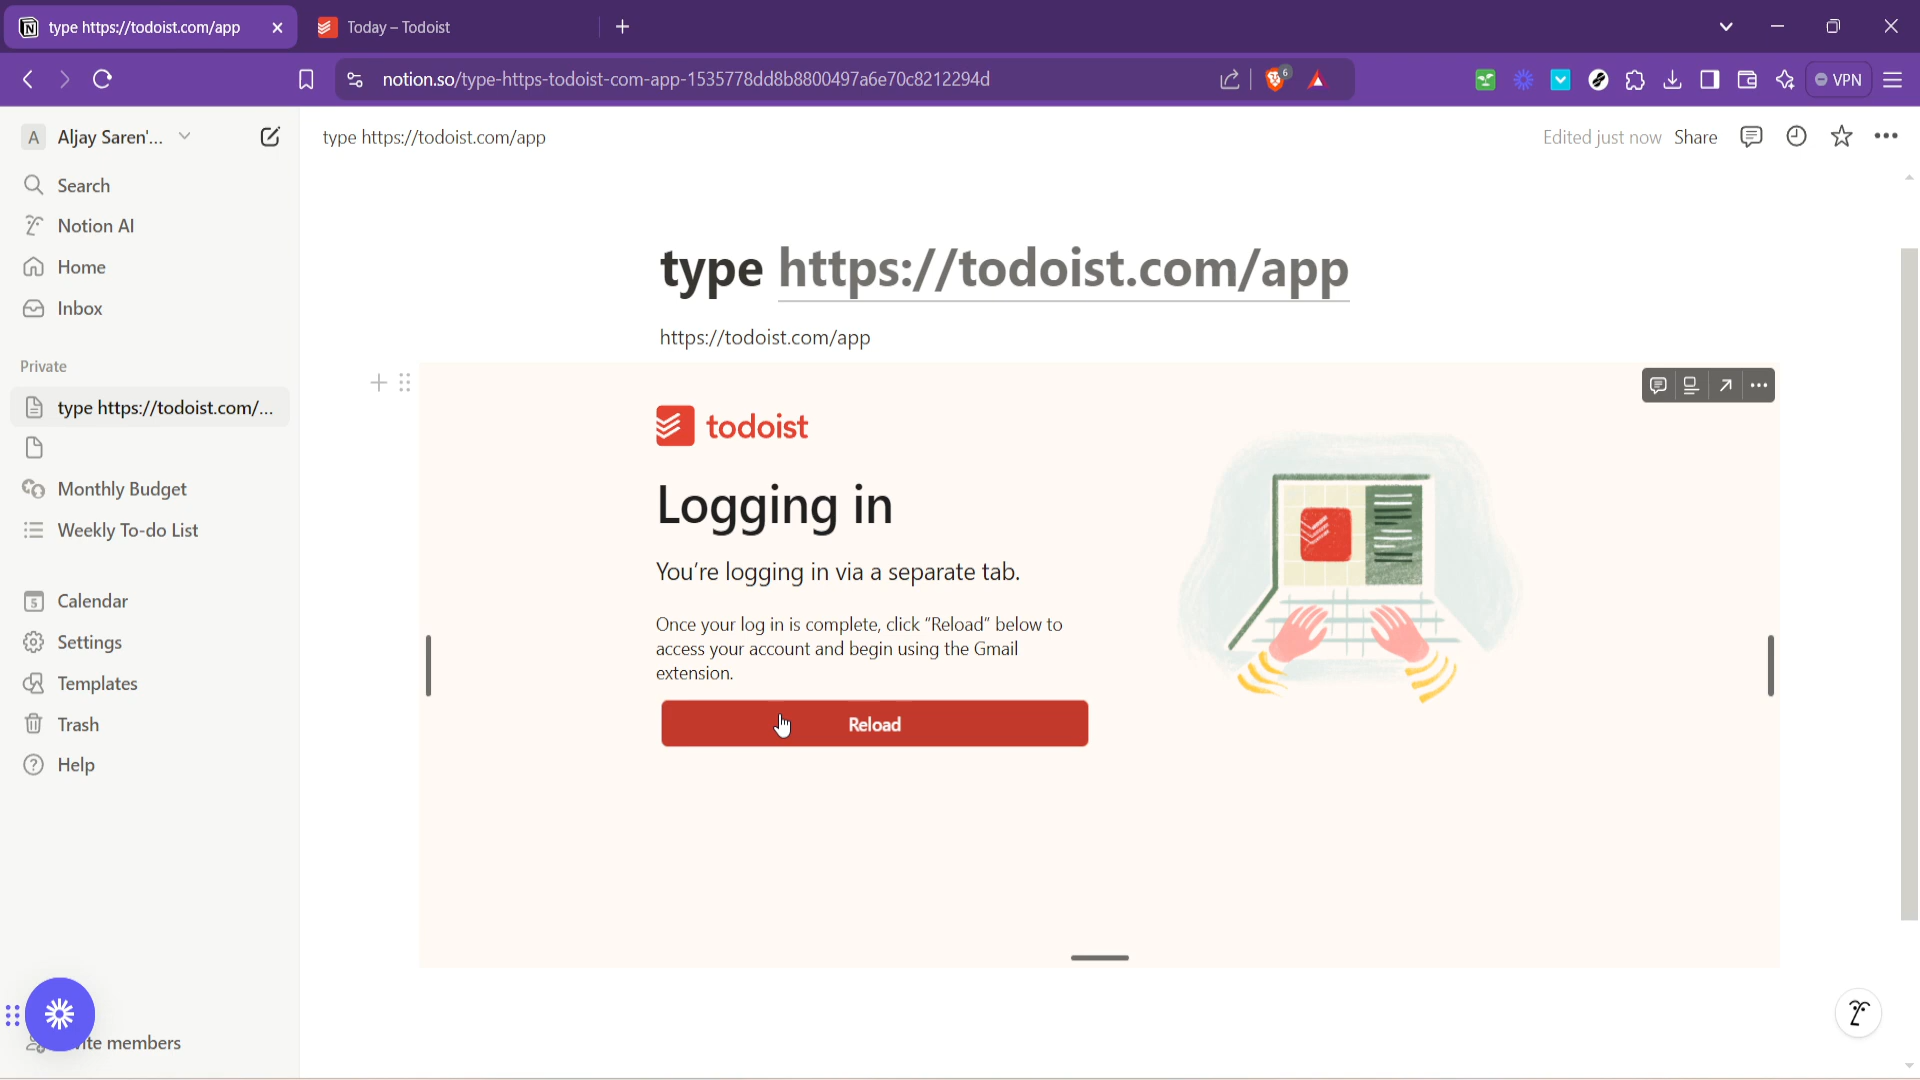 type https://todoist.com/app
Today – Todoist
notion.so/type-https-todoist-com-app-1535778dd8b8800497a6e70c8212294d
6
VPN
A Aljay Saren'...
type https://todoist.com/app
Edited just now
Share
Search
Notion AI
Home
Inbox
Private
type https://todoist.com/...
Monthly Budget
Weekly To-do List
5 Calendar
Settings
Templates
Trash
Help
type https://todoist.com/app
https://todoist.com/app
todoist
Logging in
You're logging in via a separate tab.
Once your log in is complete, click “Reload” below to
access your account and begin using the Gmail
extension.
Reload
ite members